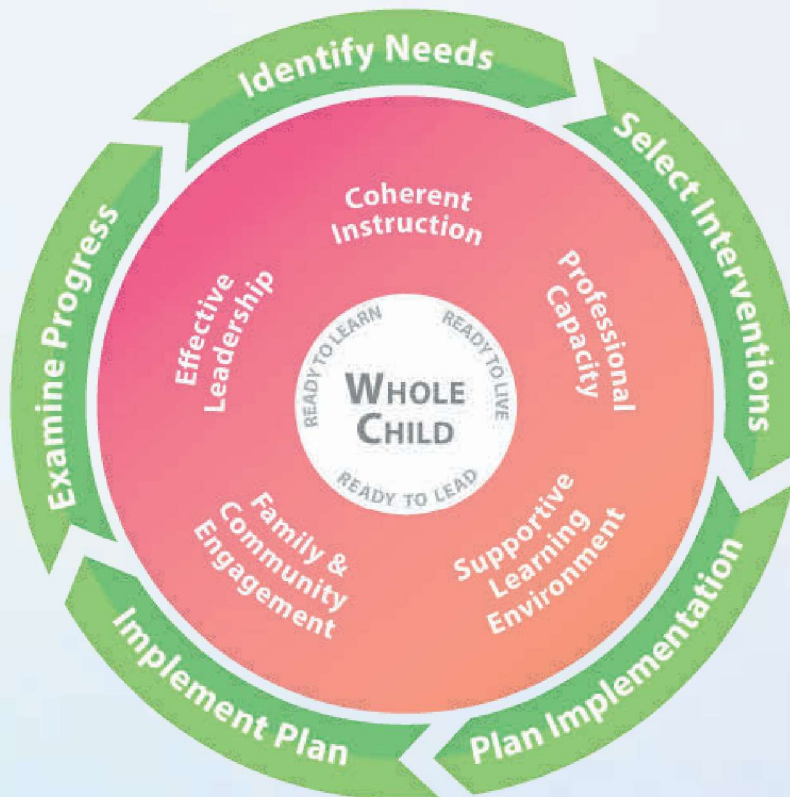 Identify Needs
Select Interventions
Plan Implementation
Implement Plan
Examine Progress
Coherent
Instruction
Professional
Capacity
Supportive
Learning
Environment
Family &
Community
Engagement
Effective
Leadership
READY TO LEARN
READY TO LIVE
READY TO LEAD
WHOLE
CHILD